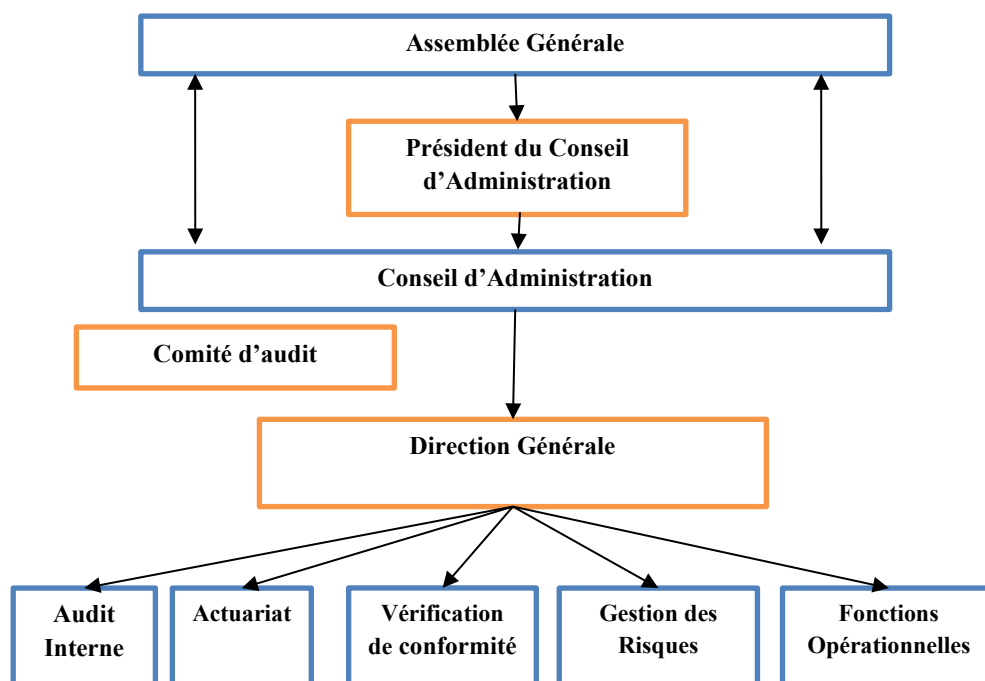 Assemblée Générale
Président du Conseil
d’Administration
Conseil d’Administration
Comité d’audit
Direction Générale
Audit
Interne
Actuariat
Vérification
de conformité
Gestion des
Risques
Fonctions
Opérationnelles